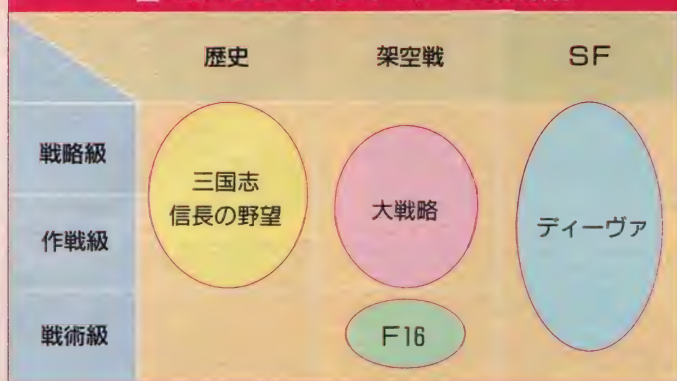 歴史 架空戦 SF
戦略級
三国志
信長の野望
大戦略
作戦級
ディーヴァ
戦術級
F16